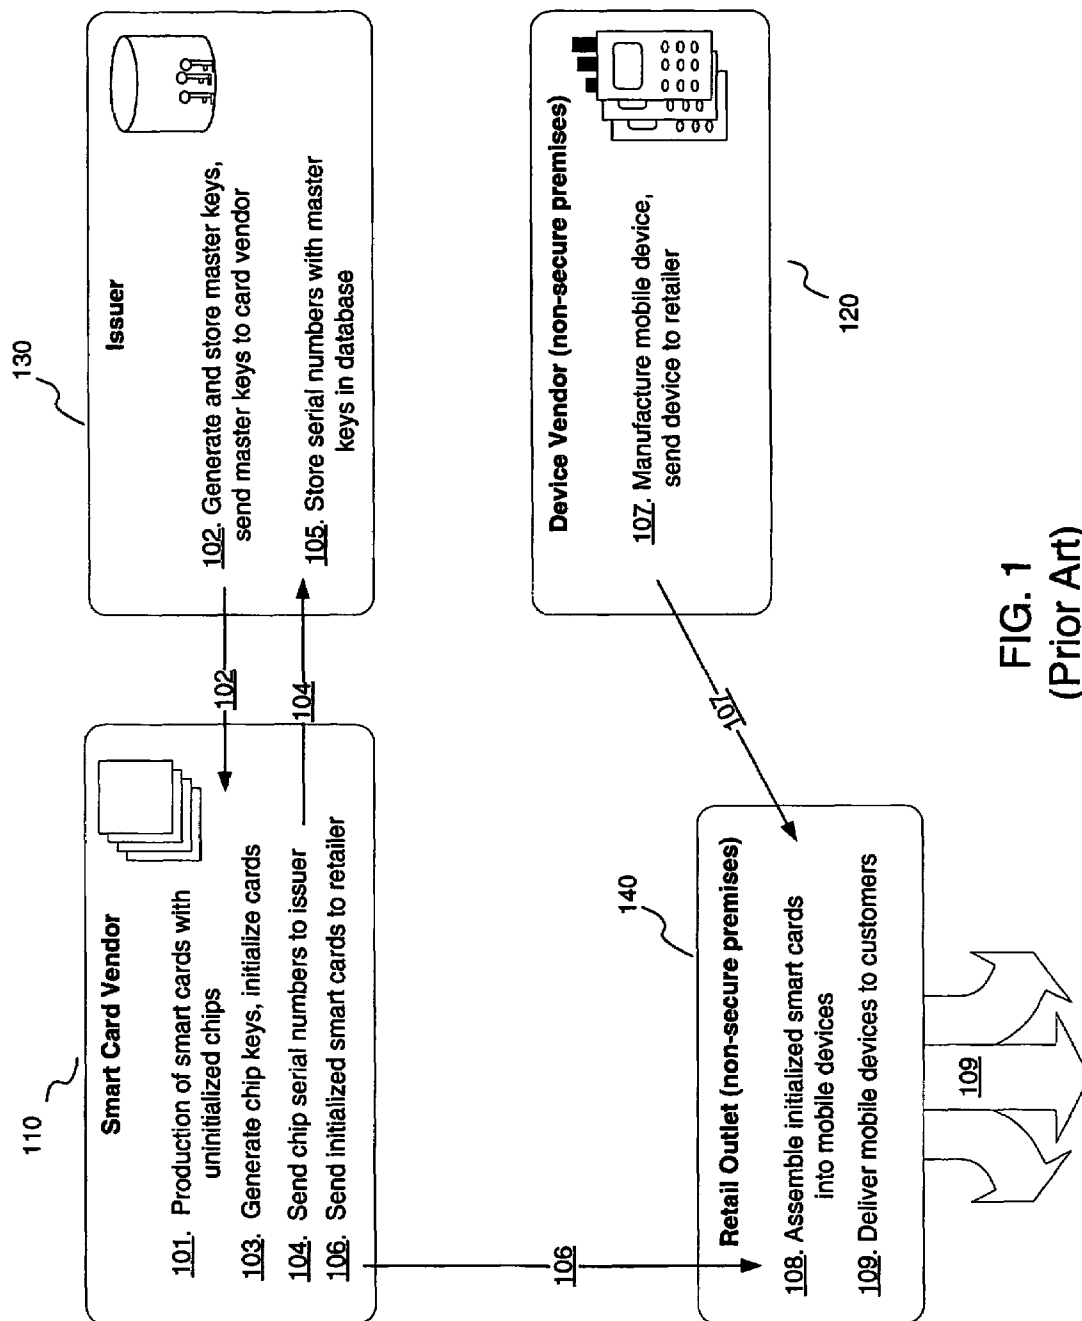 110
Smart Card Vendor
101. Production of smart cards with
uninitialized chips
103. Generate chip keys, initialize cards
104. Send chip serial numbers to issuer
106. Send initialized smart cards to retailer
102
104
130
Issuer
102. Generate and store master keys,
send master keys to card vendor
105. Store serial numbers with master
keys in database
106
107
140
Retail Outlet (non-secure premises)
108. Assemble initialized smart cards
into mobile devices
109. Deliver mobile devices to customers
109
Device Vendor (non-secure premises)
107. Manufacture mobile device,
send device to retailer
120
FIG. 1
(Prior Art)